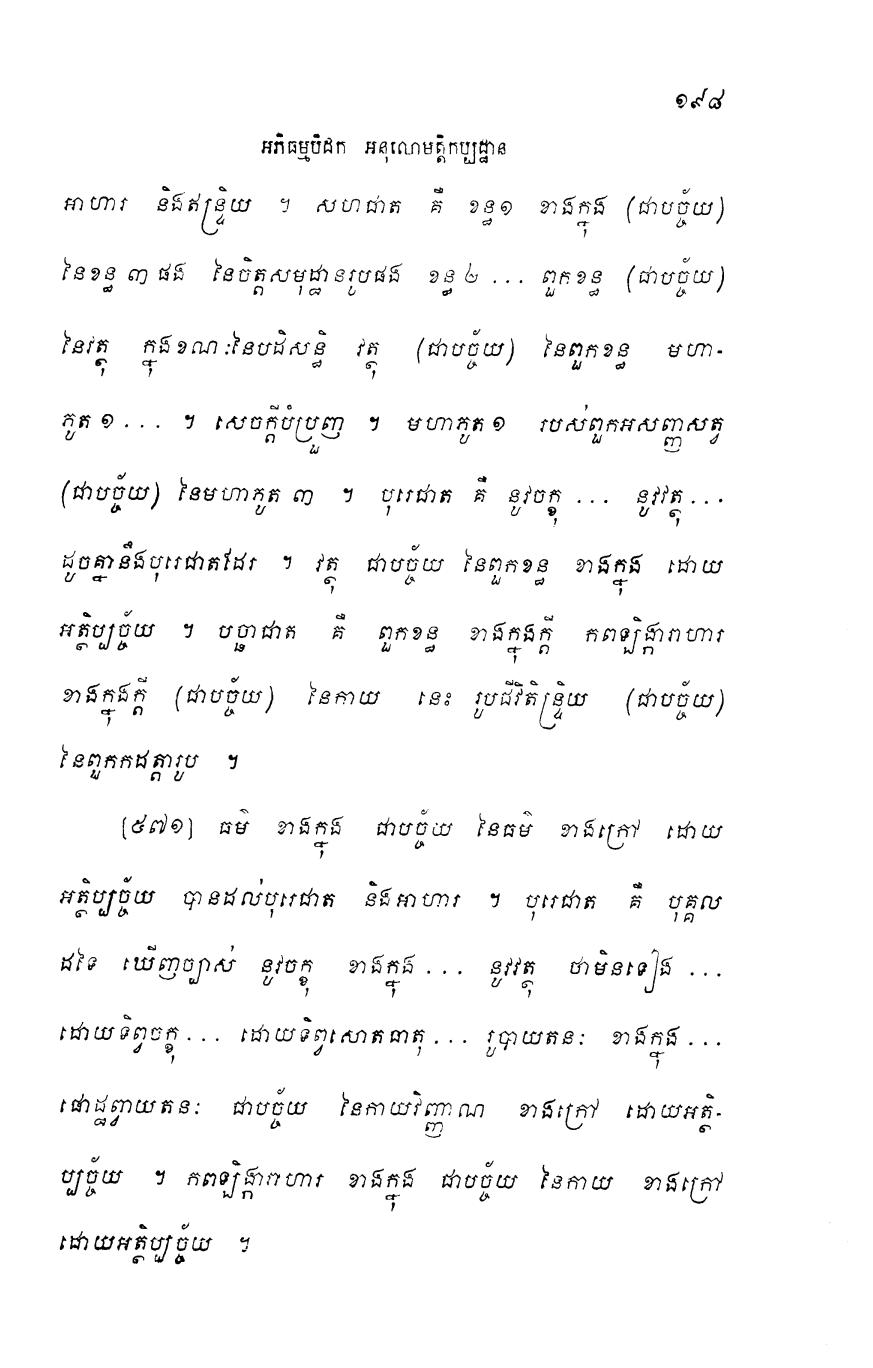 ១៩៨
អភិធម្មបិដក អនុលោមត្តិកប្បដ្ឋាន
អាហារ និងឥន្ទ្រិយ ។ សហជាត គឺ ខន្ធ១ ខាងក្នុង (ជាបច្ច័យ)
នៃខន្ធ ៣ ផង នៃចិត្តសមុដ្ឋានរូបផង ខន្ធ ២ ... ពួកខន្ធ (ជាបច្ច័យ)
នៃវត្ថុ ក្នុងខណៈនៃបដិសន្ធិ វត្ថុ (ជាបច្ច័យ) នៃពួកខន្ធ មហា-
ភូត ១ ... ។ សេចក្តីបំប្រួញ ។ មហាភូត ១ របស់ពួកអសញ្ញសត្វ
(ជាបច្ច័យ) នៃមហាភូត ៣ ។ បុរេជាត គឺ នូវចក្ខុ ... នូវវត្ថុ ...
ដូចគ្នានឹងបុរេជាតដែរ ។ វត្ថុ ជាបច្ច័យ នៃពួកខន្ធ ខាងក្នុង ដោយ
អត្ថិប្បច្ច័យ ។ បច្ឆាជាត គឺ ពួកខន្ធ ខាងក្នុងក្តី កពឡិង្ការាហារ
ខាងក្នុងក្តី (ជាបច្ច័យ) នៃកាយ នេះ រូបជីវិតិន្ទ្រិយ (ជាបច្ច័យ)
នៃពួកកដត្តារូប ។
[៥៧១] ធម៌ ខាងក្នុង ជាបច្ច័យ នៃធម៌ ខាងក្រៅ ដោយ
អត្ថិប្បច្ច័យ បានដល់បុរេជាត និងអាហារ ។ បុរេជាត គឺ បុគ្គល
ដទៃ ឃើញច្បាស់ នូវចក្ខុ ខាងក្នុង ... នូវវត្ថុ ថាមិនទៀង ...
ដោយទិព្វចក្ខុ ... ដោយទិព្វសោតធាតុ ... រូបាយតនៈ ខាងក្នុង ...
ផោដ្ឋព្វាយតនៈ ជាបច្ច័យ នៃកាយវិញ្ញាណ ខាងក្រៅ ដោយអត្ថិ-
ប្បច្ច័យ ។ កពឡិង្ការាហារ ខាងក្នុង ជាបច្ច័យ នៃកាយ ខាងក្រៅ
ដោយអត្ថិប្បច្ច័យ ។